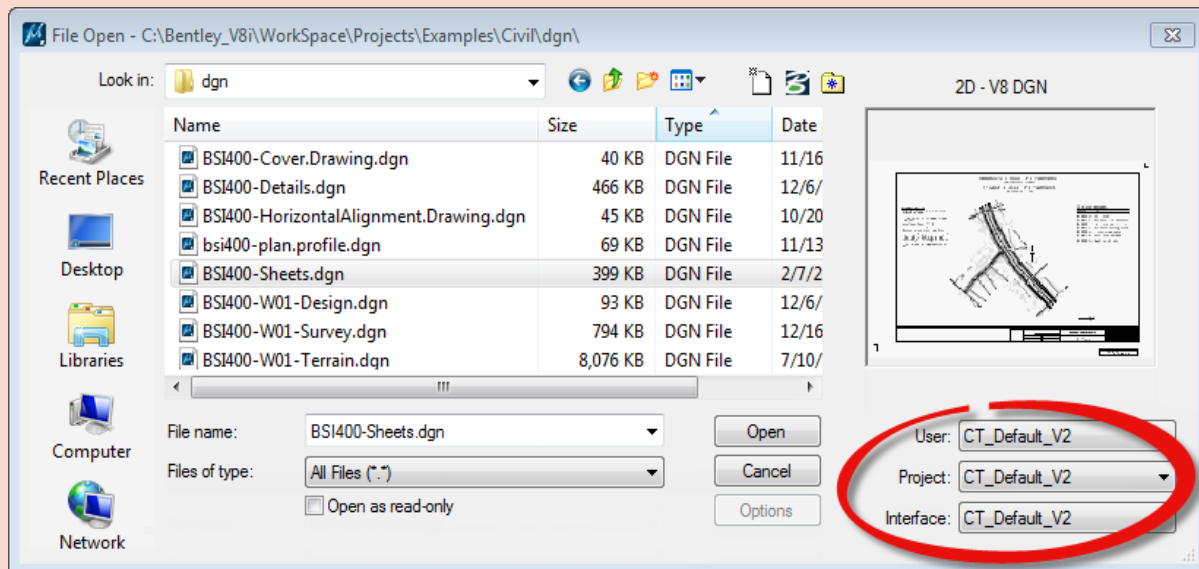 File Open - C:\Bentley_V8i\WorkSpace\Projects\Examples\Civil\dgn\
Look in: dgn
2D - V8 DGN
Name Size Type Date
BSI400-Cover.Drawing.dgn 40 KB DGN File 11/16
BSI400-Details.dgn 466 KB DGN File 12/6/
BSI400-HorizontalAlignment.Drawing.dgn 45 KB DGN File 10/20
bsi400-plan.profile.dgn 69 KB DGN File 11/13
BSI400-Sheets.dgn 399 KB DGN File 2/7/2
BSI400-W01-Design.dgn 93 KB DGN File 12/6/
BSI400-W01-Survey.dgn 794 KB DGN File 12/16
BSI400-W01-Terrain.dgn 8,076 KB DGN File 7/10/
Recent Places
Desktop
Libraries
Computer
Network
File name: BSI400-Sheets.dgn Open
Files of type: All Files (*.*) Cancel
Open as read-only Options
User: CT_Default_V2
Project: CT_Default_V2
Interface: CT_Default_V2